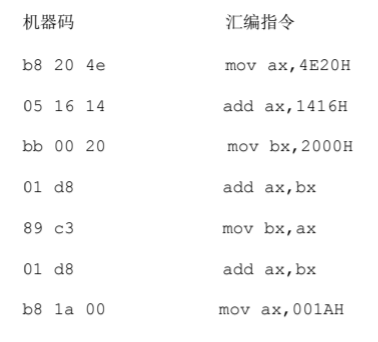 机器码 汇编指令
b8 20 4e mov ax,4E20H
05 16 14 add ax,1416H
bb 00 20 mov bx,2000H
01 d8 add ax,bx
89 c3 mov bx,ax
01 d8 add ax,bx
b8 1a 00 mov ax,001AH